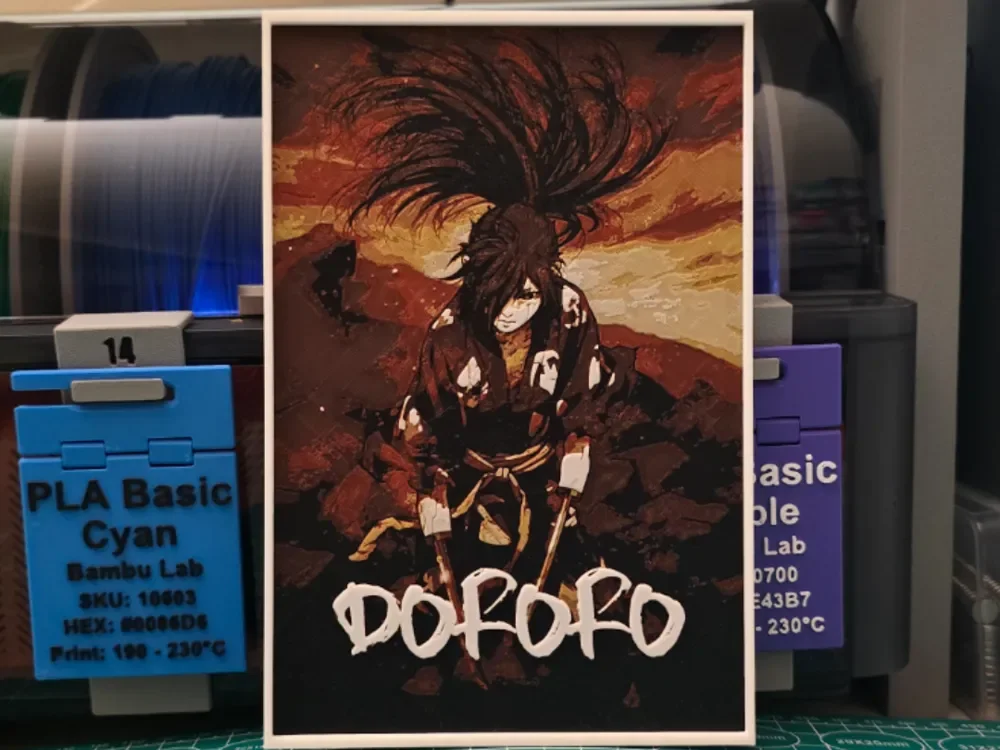 14
PLA Basic
Cyan
Bambu Lab
SKU: 10603
HEX: #0086D6
Print: 190 - 230°C
DORORO
Basic
ple
Lab
0700
E43B7
- 230°C